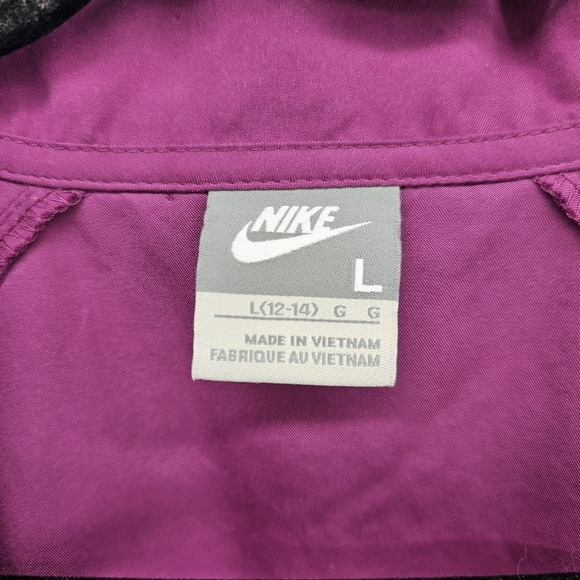 NIKE
L
L(12-14) G G
MADE IN VIETNAM
FABRIQUE AU VIETNAM